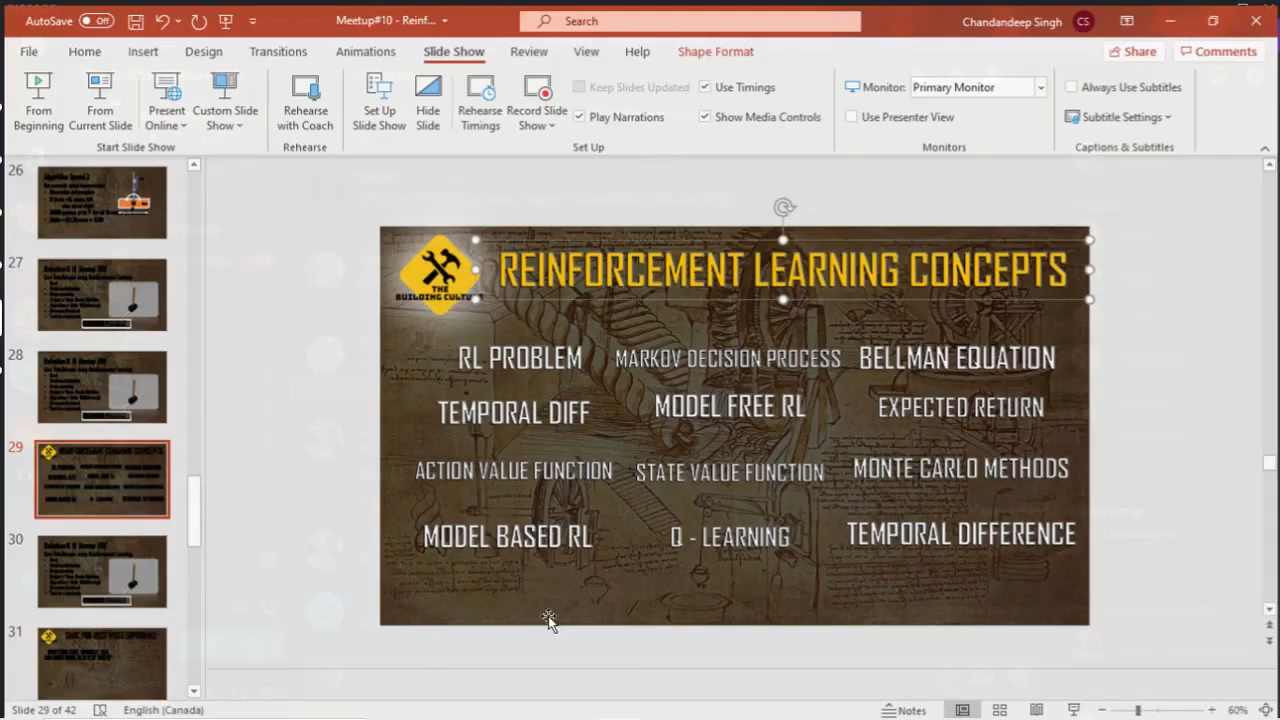 AutoSave Off Meetup#10 - Reinf... Search Chandandeep Singh CS
File Home Insert Design Transitions Animations Slide Show Review View Help Shape Format Share Comments
From Beginning
From Current Slide
Present Online
Custom Slide Show
Start Slide Show
Rehearse with Coach
Rehearse
Set Up Slide Show
Hide Slide
Rehearse Timings
Record Slide Show
Keep Slides Updated
Play Narrations
Use Timings
Show Media Controls
Set Up
Monitor: Primary Monitor
Use Presenter View
Monitors
Always Use Subtitles
Subtitle Settings
Captions & Subtitles
26
27
28
29
30
31
THE
BUILDING CULTURE
REINFORCEMENT LEARNING CONCEPTS
RL PROBLEM MARKOV DECISION PROCESS BELLMAN EQUATION
TEMPORAL DIFF MODEL FREE RL EXPECTED RETURN
ACTION VALUE FUNCTION STATE VALUE FUNCTION MONTE CARLO METHODS
MODEL BASED RL Q - LEARNING TEMPORAL DIFFERENCE
Slide 29 of 42 English (Canada) Notes 60%